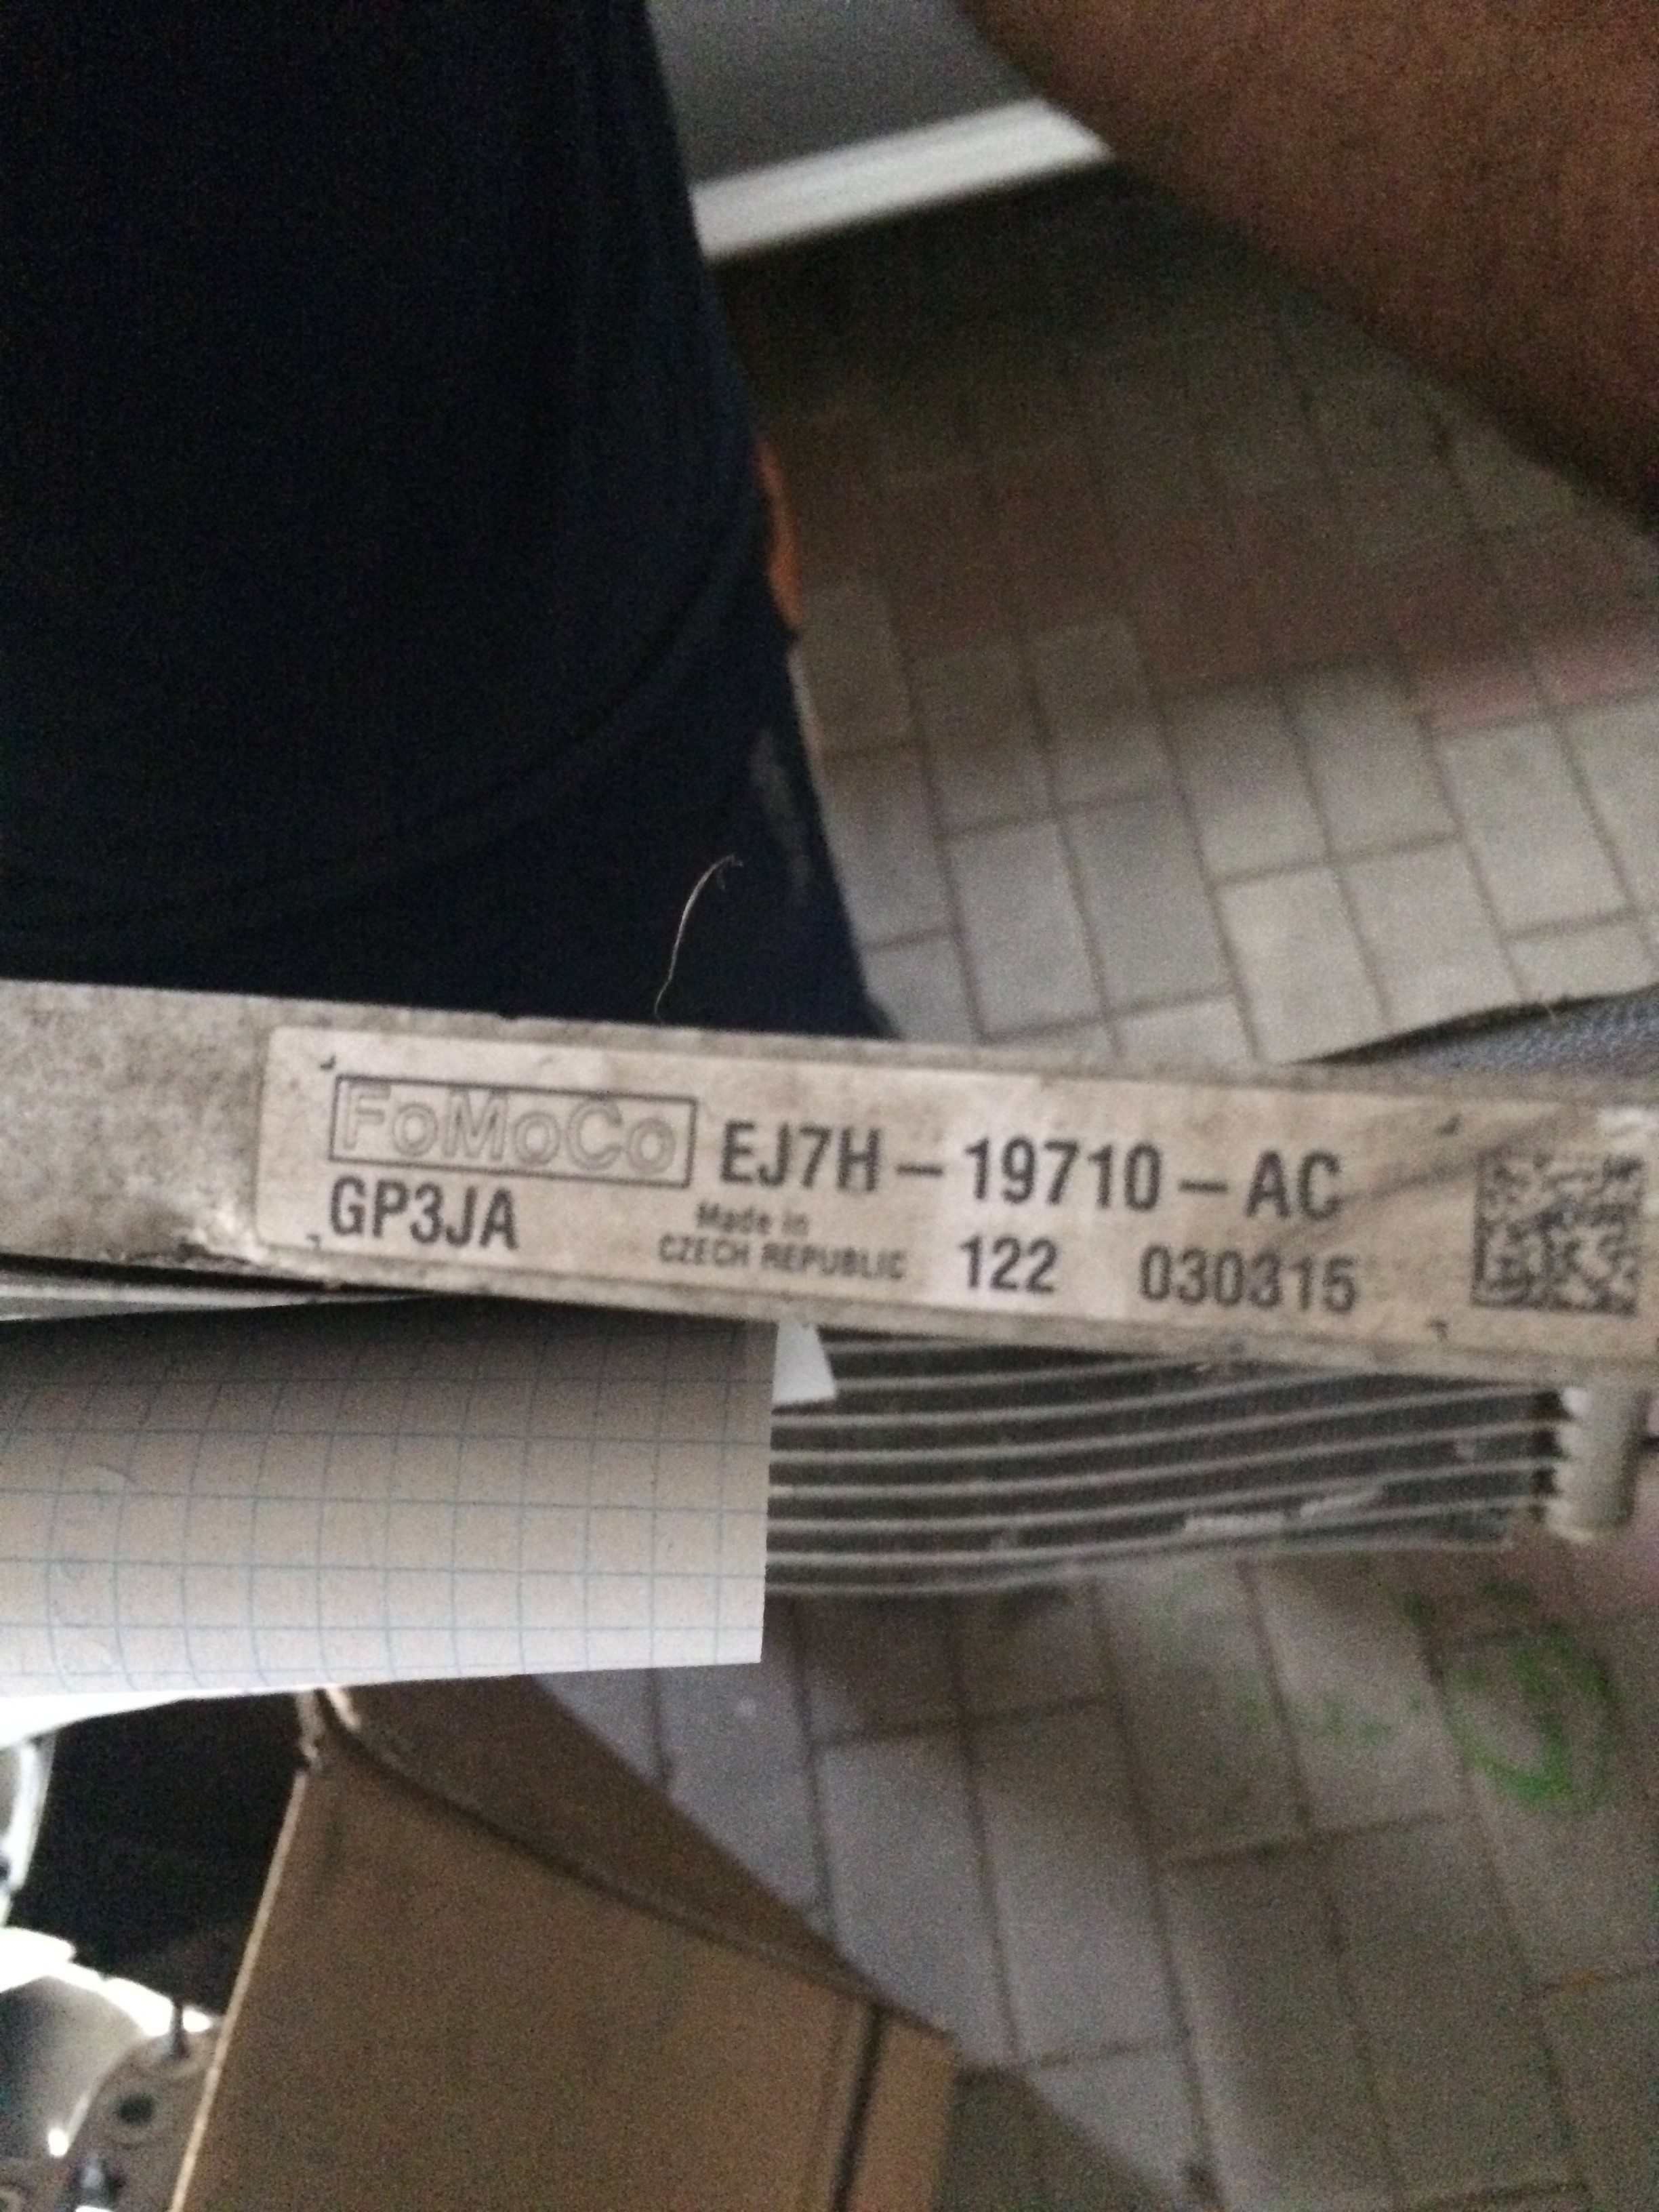 FoMoCo EJ7H-19710-AC
GP3JA Made in
CZECH REPUBLIC 122 030315